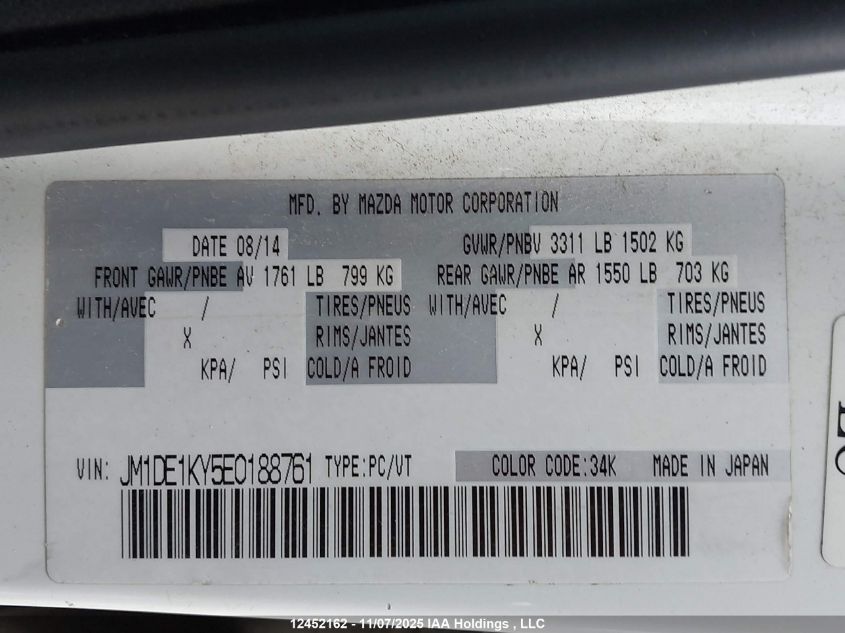 MFD. BY MAZDA MOTOR CORPORATION
DATE 08/14 GVWR/PNBV 3311 LB 1502 KG
FRONT GAWR/PNBE AV 1761 LB 799 KG REAR GAWR/PNBE AR 1550 LB 703 KG
WITH/AVEC / TIRES/PNEUS WITH/AVEC / TIRES/PNEUS
X RIMS/JANTES X RIMS/JANTES
KPA/ PSI COLD/A FROID KPA/ PSI COLD/A FROID
VIN: JM1DE1KY5E0188761 TYPE:PC/VT COLOR CODE:34K MADE IN JAPAN
12452162 - 11/07/2025 IAA Holdings , LLC